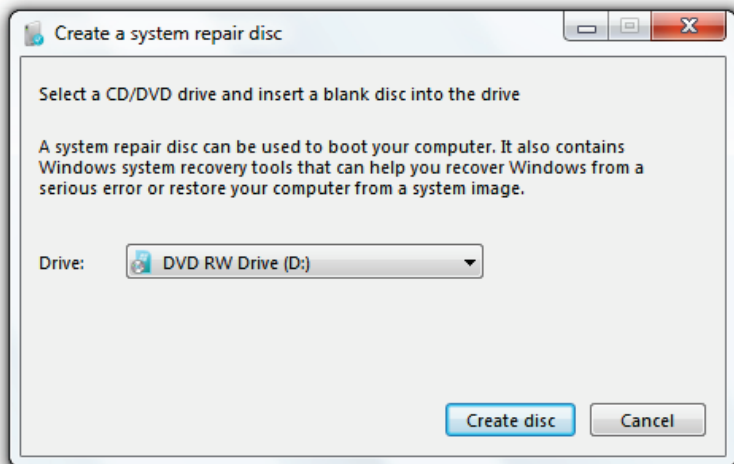 Create a system repair disc
Select a CD/DVD drive and insert a blank disc into the drive
A system repair disc can be used to boot your computer. It also contains
Windows system recovery tools that can help you recover Windows from a
serious error or restore your computer from a system image.
Drive: DVD RW Drive (D:)
Create disc Cancel